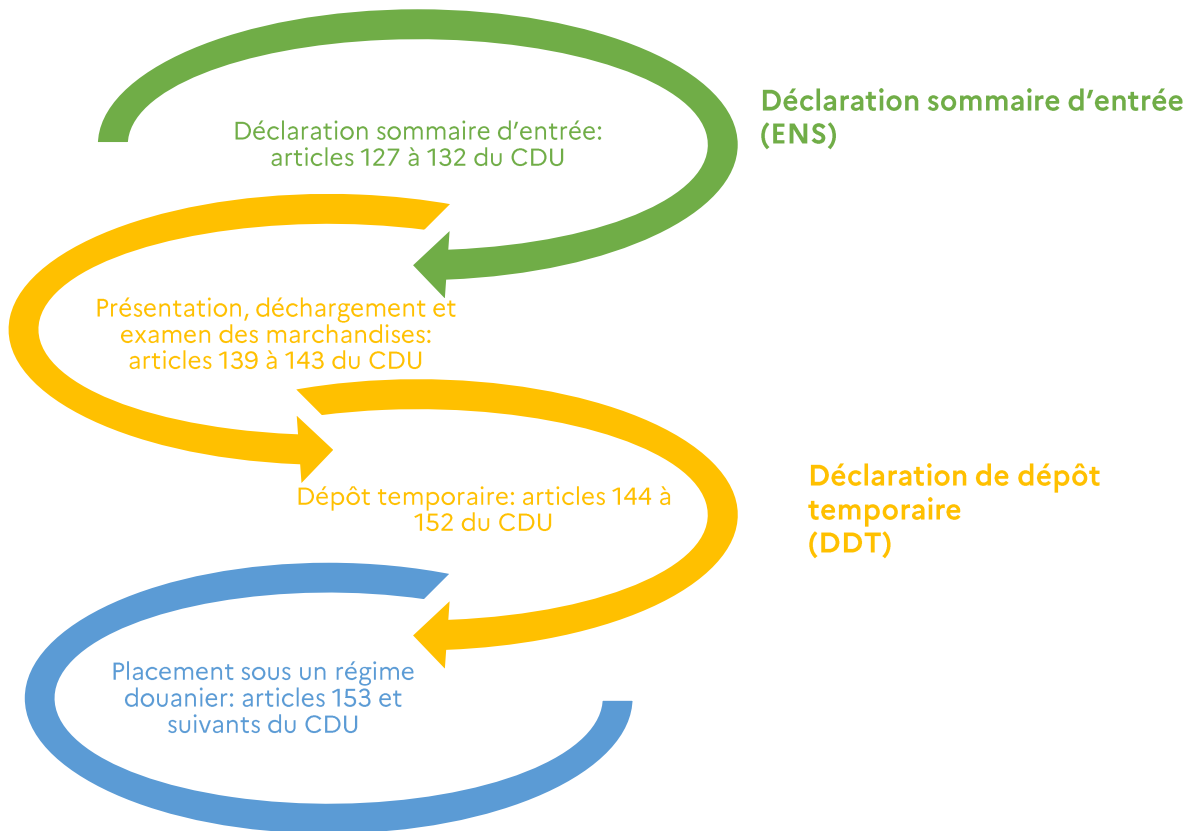 Déclaration sommaire d’entrée
(ENS)
Déclaration sommaire d’entrée:
articles 127 à 132 du CDU
Présentation, déchargement et
examen des marchandises:
articles 139 à 143 du CDU
Dépôt temporaire: articles 144 à
152 du CDU
Déclaration de dépôt
temporaire
(DDT)
Placement sous un régime
douanier: articles 153 et
suivants du CDU